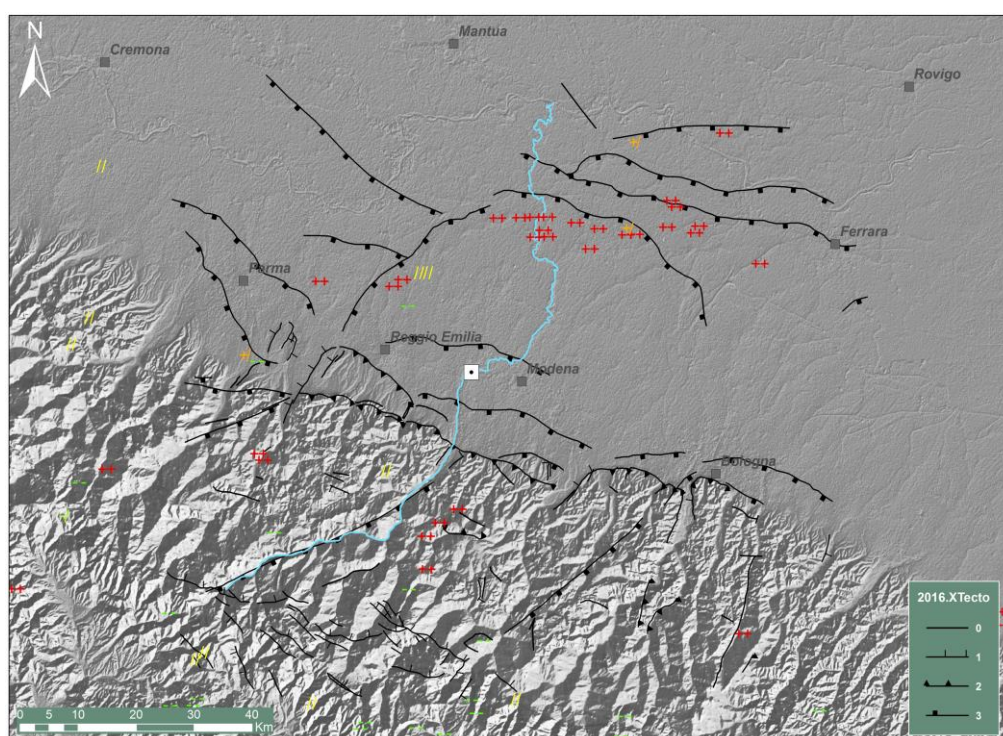 N
Mantua
Cremona
Rovigo
Ferrara
Parma
Reggio Emilia
Modena
Bologna
2016.XTecto
0
1
2
3
0 10 20 30 40
Km